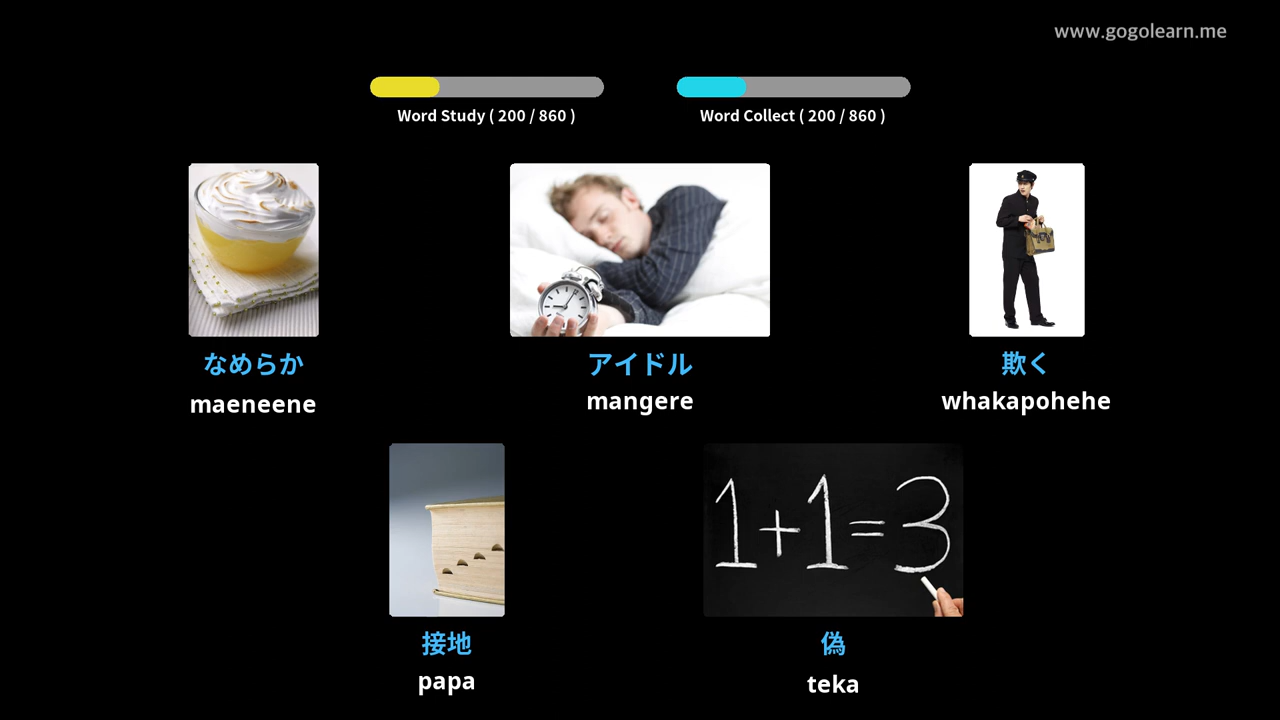 www.gogolearn.me
Word Study ( 200 / 860 )
Word Collect ( 200 / 860 )
なめらか
maeneene
アイドル
mangere
欺く
whakapohehe
接地
papa
1+1=3
偽
teka